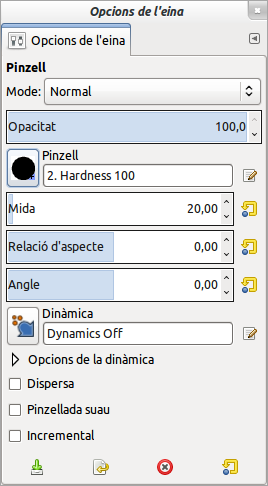 Opcions de l'eina
Opcions de l'eina
Pinzell
Mode: Normal
Opacitat 100,0
Pinzell
2. Hardness 100
Mida 20,00
Relació d'aspecte 0,00
Angle 0,00
Dinàmica
Dynamics Off
Opcions de la dinàmica
Dispersa
Pinzellada suau
Incremental